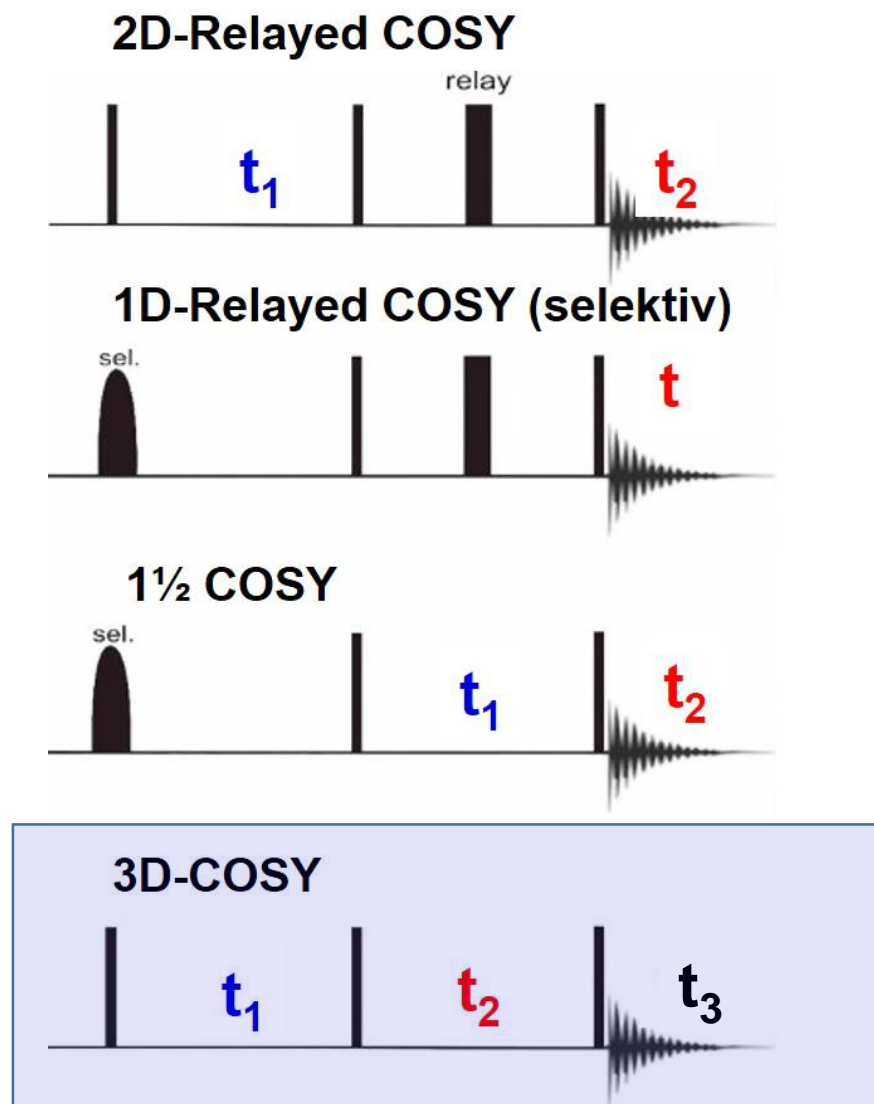 2D-Relayed COSY
relay
t₁
t₂
1D-Relayed COSY (selektiv)
sel.
t
1½ COSY
sel.
t₁
t₂
3D-COSY
t₁
t₂
t₃